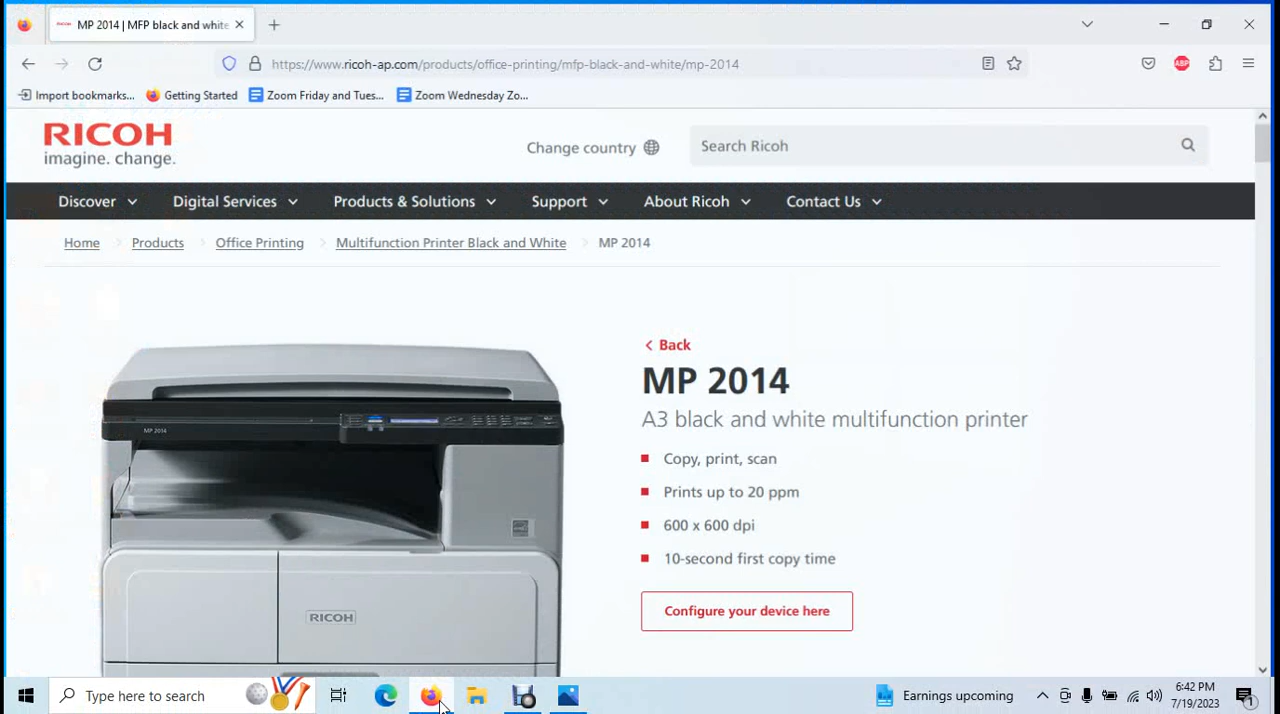 RICOH MP 2014 | MFP black and white
https://www.ricoh-ap.com/products/office-printing/mfp-black-and-white/mp-2014
ABP
Import bookmarks...
Getting Started
Zoom Friday and Tues...
Zoom Wednesday Zo...
RICOH
imagine. change.
Change country
Search Ricoh
Discover
Digital Services
Products & Solutions
Support
About Ricoh
Contact Us
Home
Products
Office Printing
Multifunction Printer Black and White
MP 2014
Back
MP 2014
A3 black and white multifunction printer
Copy, print, scan
Prints up to 20 ppm
600 x 600 dpi
10-second first copy time
Configure your device here
MP 2014
RICOH
Type here to search
Earnings upcoming
6:42 PM
7/19/2023
1